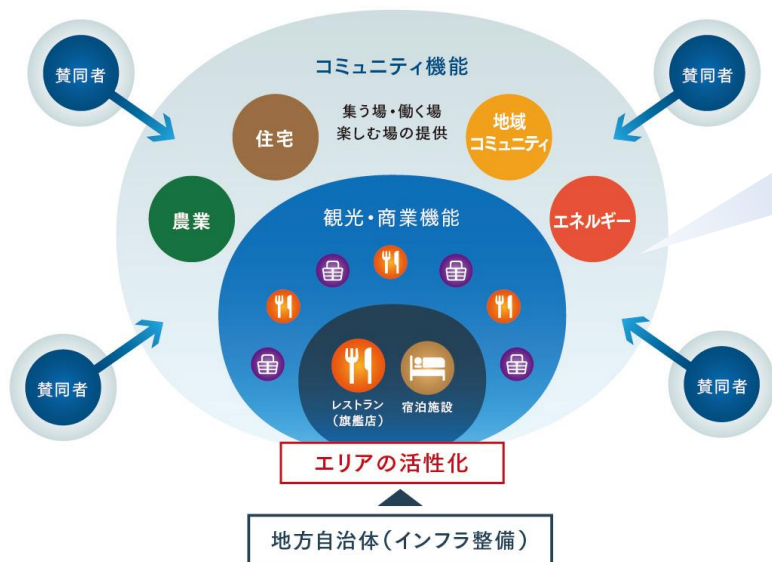 コミュニティ機能
賛同者
賛同者
集う場・働く場
楽しむ場の提供
住宅
地域
コミュニティ
農業
観光・商業機能
エネルギー
賛同者
レストラン
(旗艦店)
宿泊施設
賛同者
エリアの活性化
地方自治体(インフラ整備)